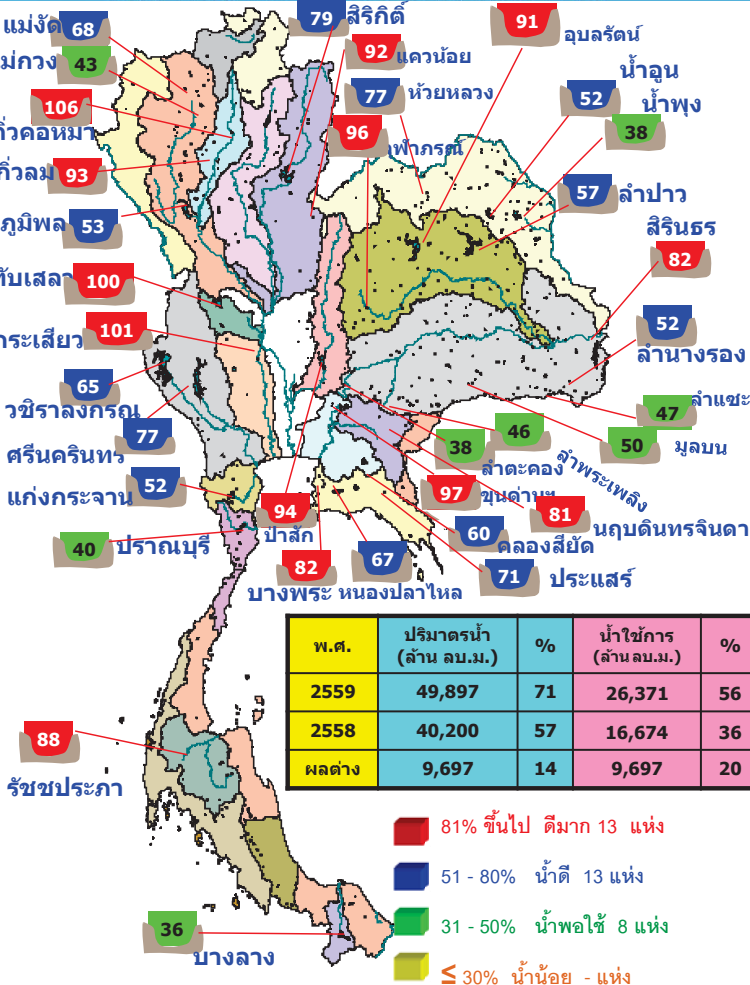 แม่งัด 68
79 สิริกิติ์
91 อุบลรัตน์
ม่กวง 43
92 แควน้อย
น้ำอูน
52
77 ห้วยหลวง
น้ำพุง
38
106
กิ่วคอหมา
96
ุฬาภรณ์
กิ่วลม 93
57 ลำปาว
ภูมิพล 53
สิรินธร
82
ทับเสลา 100
กระเสียว 101
52
ลำนางรอง
65
วชิราลงกรณ
47 ลำแชะ
77
ศรีนครินทร์
38
ลำตะคอง
46
ลำพระเพลิง
50 มูลบน
52
แก่งกระจาน
94
ป่าสัก
97
ขุนด่านฯ
81 นฤบดินทรจินดา
40 ปราณบุรี
60
คลองสียัด
82
บางพระ
67
หนองปลาไหล
71 ประแสร์
พ.ศ. ปริมาตรน้ำ (ล้าน ลบ.ม.) % น้ำใช้การ (ล้าน ลบ.ม.) %
2559 49,897 71 26,371 56
2558 40,200 57 16,674 36
ผลต่าง 9,697 14 9,697 20
88
รัชชประภา
81% ขึ้นไป ดีมาก 13 แห่ง
51 - 80% น้ำดี 13 แห่ง
31 - 50% น้ำพอใช้ 8 แห่ง
≤ 30% น้ำน้อย - แห่ง
36
บางลาง